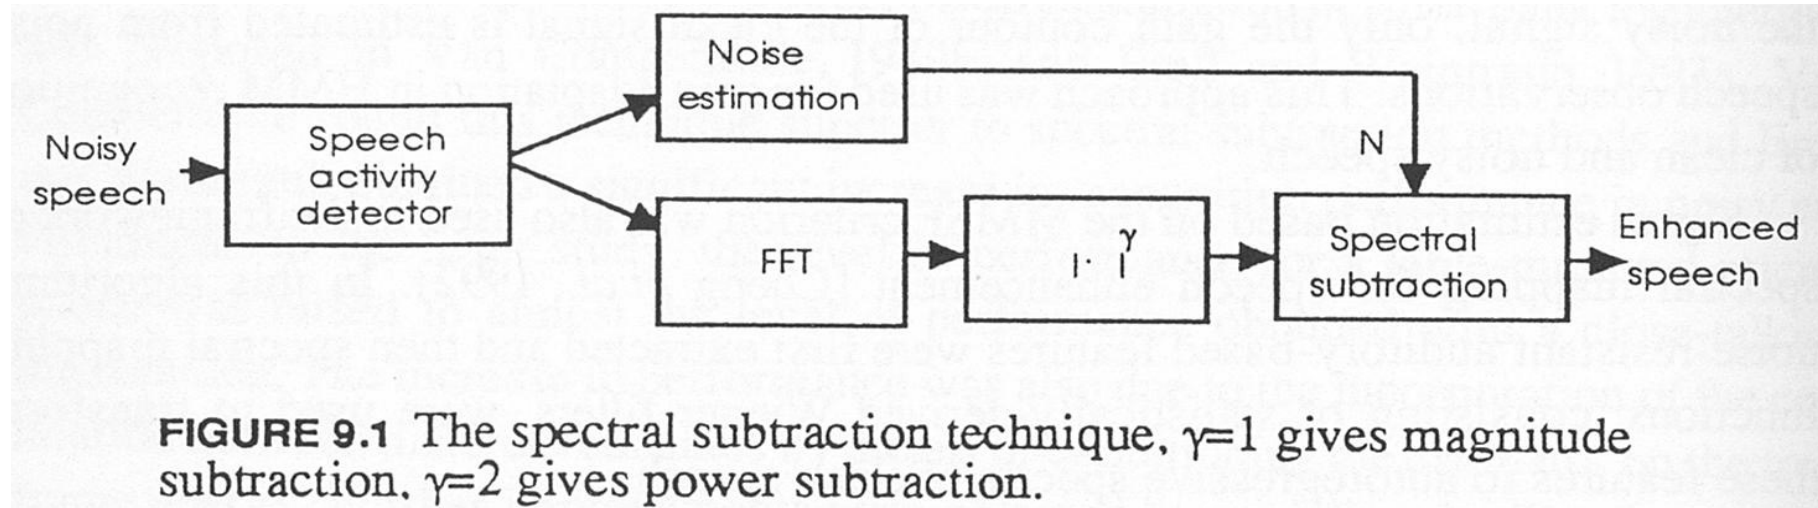 Noisy
speech
Speech
activity
detector
Noise
estimation
N
FFT
|·|γ
Spectral
subtraction
Enhanced
speech
FIGURE 9.1 The spectral subtraction technique. γ=1 gives magnitude
subtraction. γ=2 gives power subtraction.